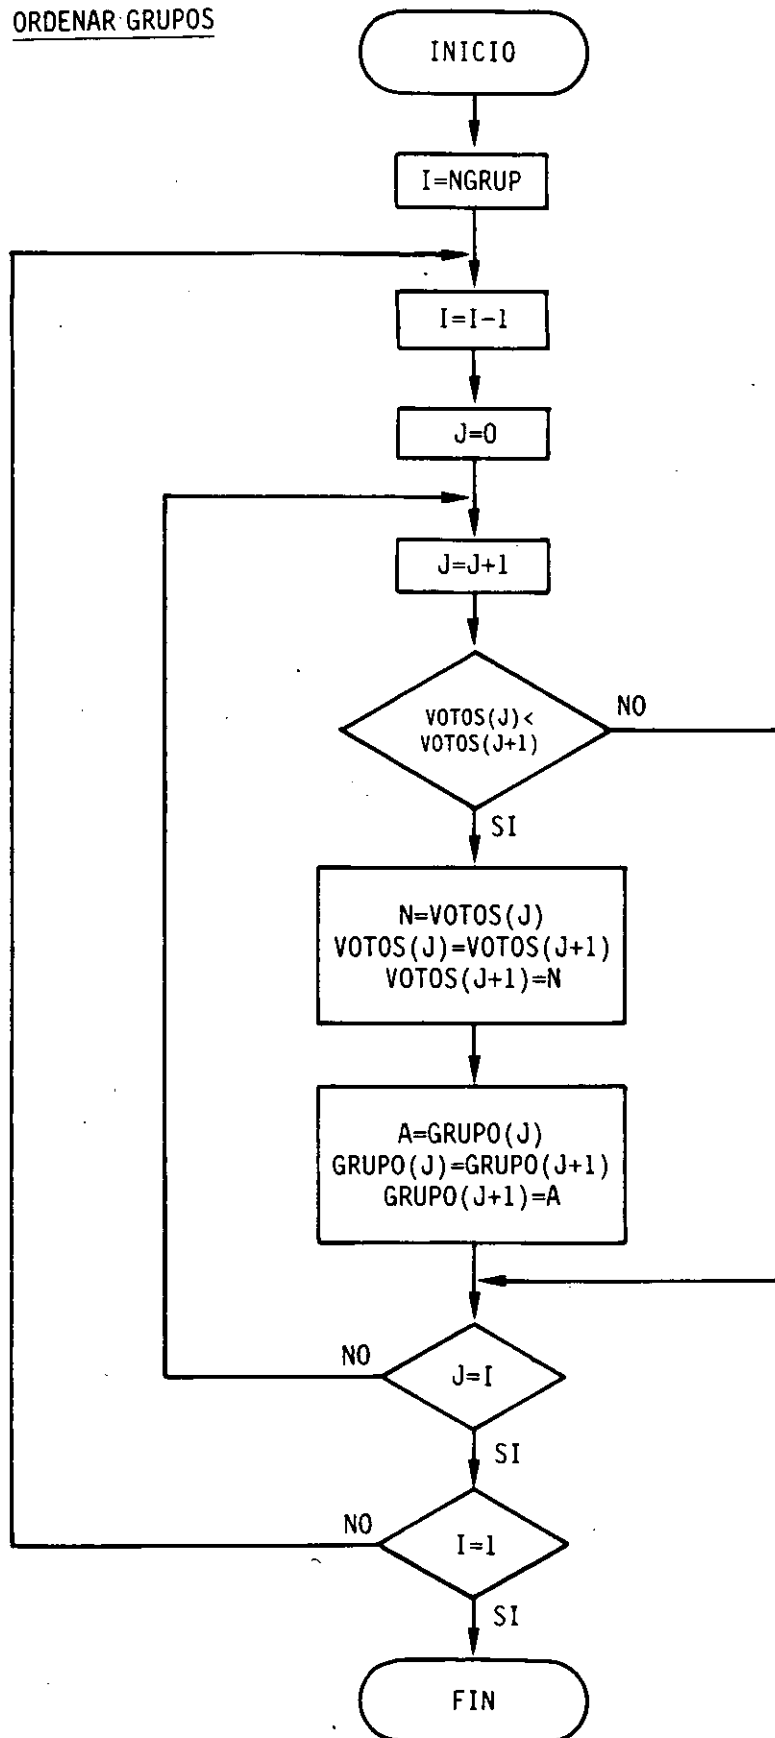 ORDENAR GRUPOS
INICIO
I=NGRUP
I=I-1
J=0
J=J+1
VOTOS(J)<
VOTOS(J+1)
NO
SI
N=VOTOS(J)
VOTOS(J)=VOTOS(J+1)
VOTOS(J+1)=N
A=GRUPO(J)
GRUPO(J)=GRUPO(J+1)
GRUPO(J+1)=A
NO
J=I
SI
NO
I=1
SI
FIN